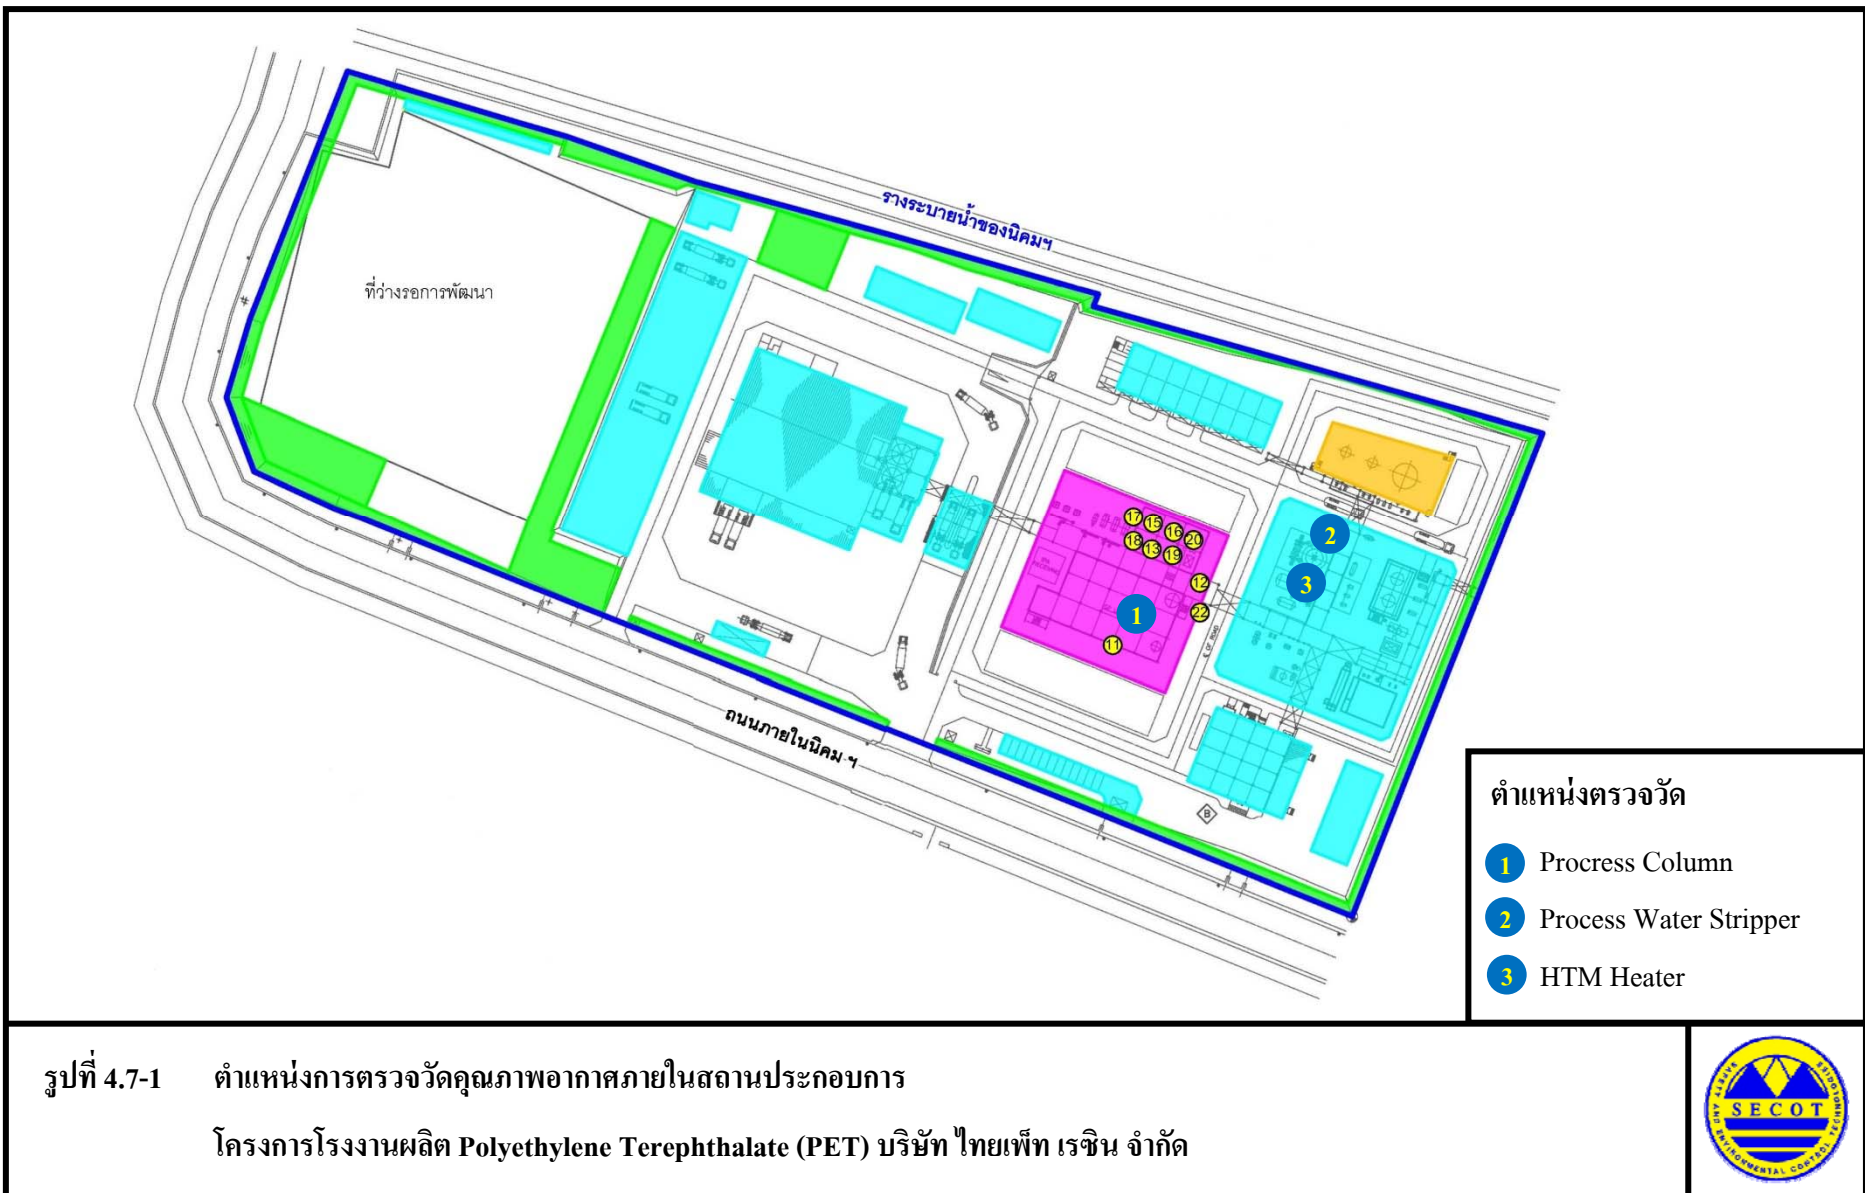 รางระบายน้ำของนิคมฯ
ที่ว่างรอการพัฒนา
17
15
16
20
18
13
19
12
1
22
11
2
3
E OF ROAD
ถนนภายในนิคม ฯ
B
ตำแหน่งตรวจวัด
1 Procress Column
2 Process Water Stripper
3 HTM Heater
รูปที่ 4.7-1 ตำแหน่งการตรวจวัดคุณภาพอากาศภายในสถานประกอบการ
โครงการโรงงานผลิต Polyethylene Terephthalate (PET) บริษัท ไทยเพ็ท เรซิน จำกัด
SECOT
SAFETY AND ENVIRONMENTAL CONTROL TECHNOLOGIES